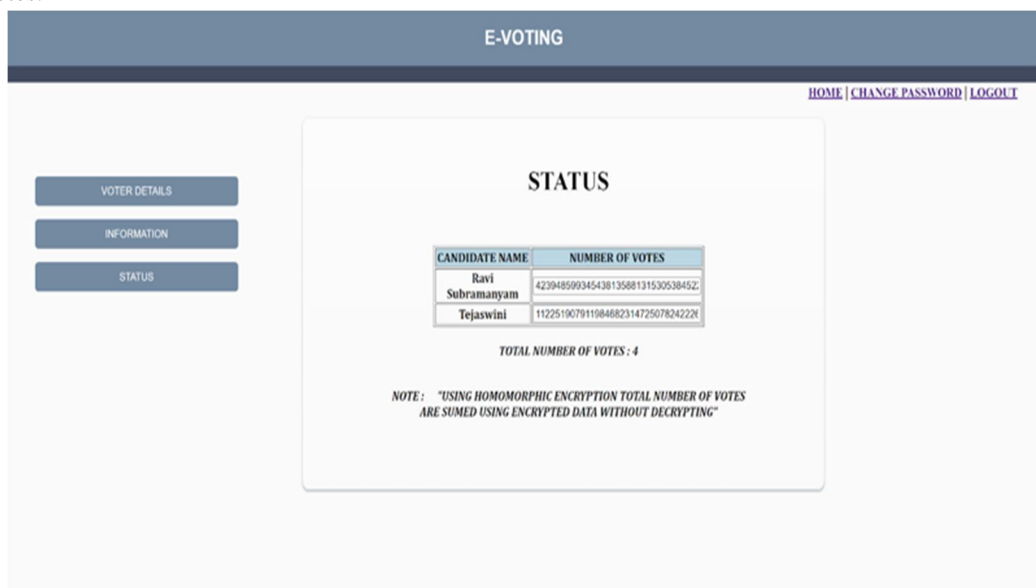 E-VOTING
HOME | CHANGE PASSWORD | LOGOUT
VOTER DETAILS
INFORMATION
STATUS
STATUS
CANDIDATE NAME NUMBER OF VOTES
Ravi
Subramanyam 423948599345438135881315305384522
Tejaswini 112251907911984682314725078242226
TOTAL NUMBER OF VOTES : 4
NOTE : "USING HOMOMORPHIC ENCRYPTION TOTAL NUMBER OF VOTES
ARE SUMED USING ENCRYPTED DATA WITHOUT DECRYPTING"